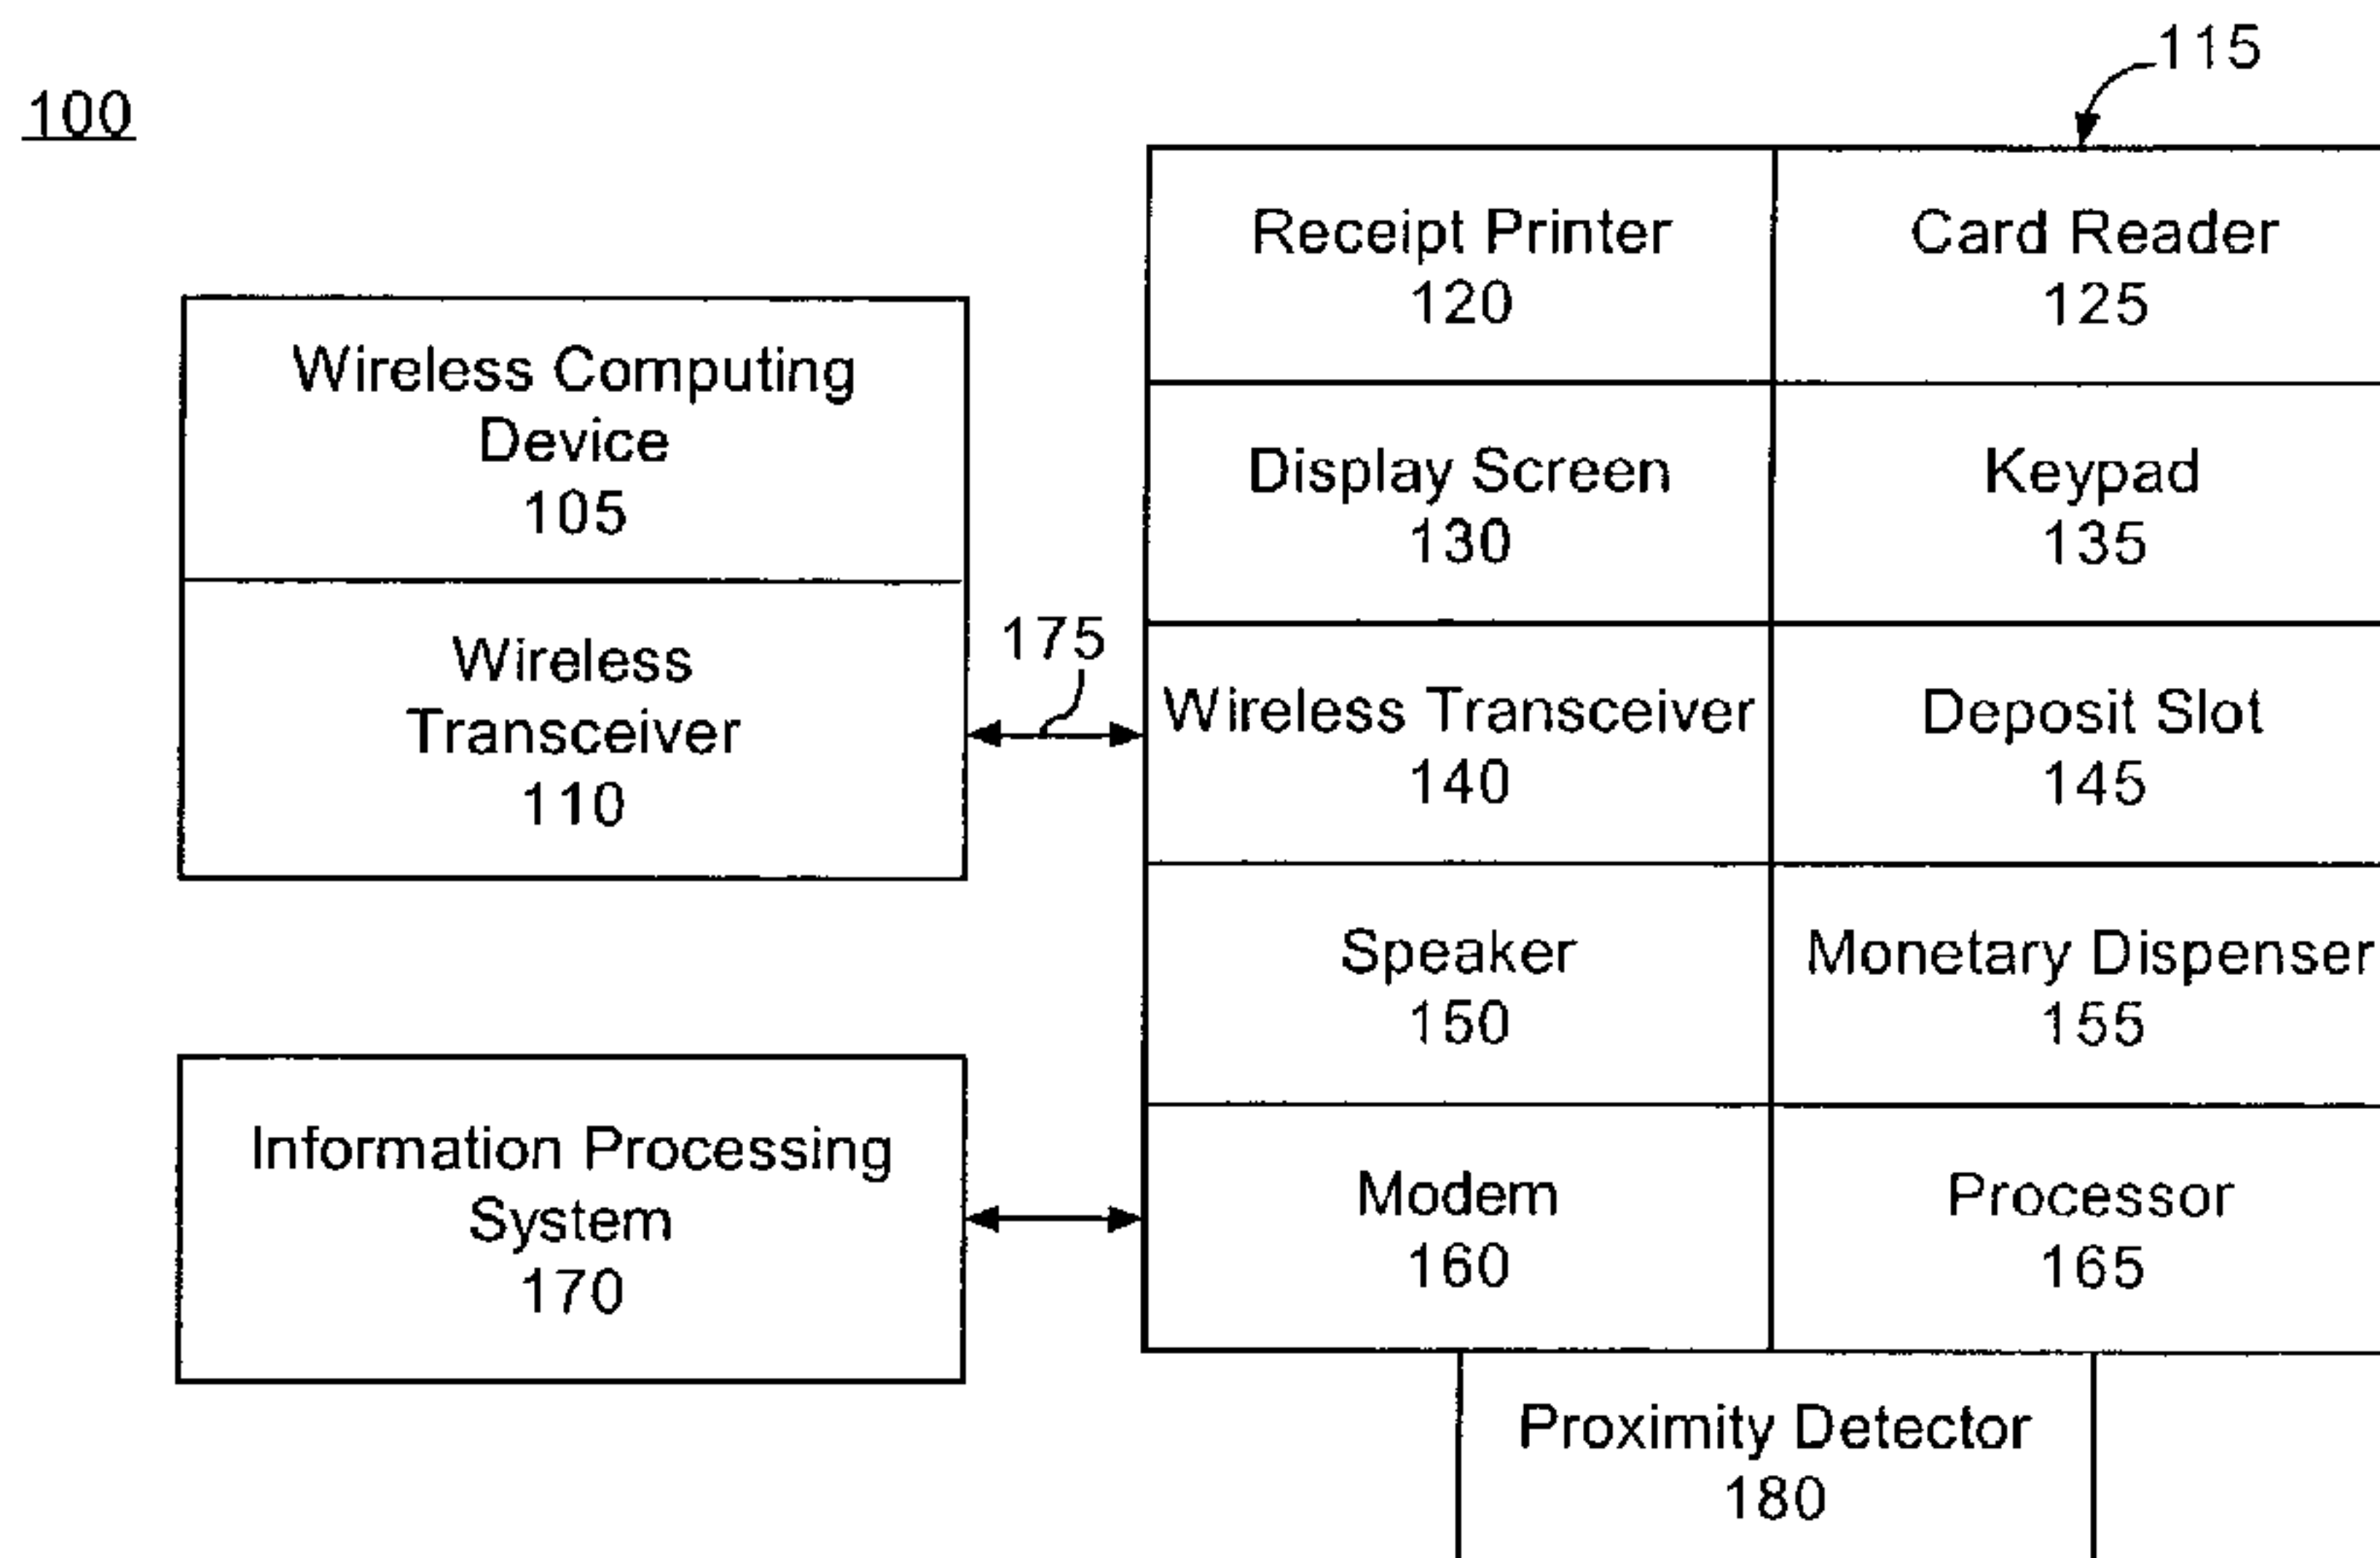 100
115
Receipt Printer
120
Card Reader
125
Wireless Computing
Device
105
Display Screen
130
Keypad
135
Wireless
Transceiver
110
175
Wireless Transceiver
140
Deposit Slot
145
Speaker
150
Monetary Dispenser
155
Information Processing
System
170
Modem
160
Processor
165
Proximity Detector
180